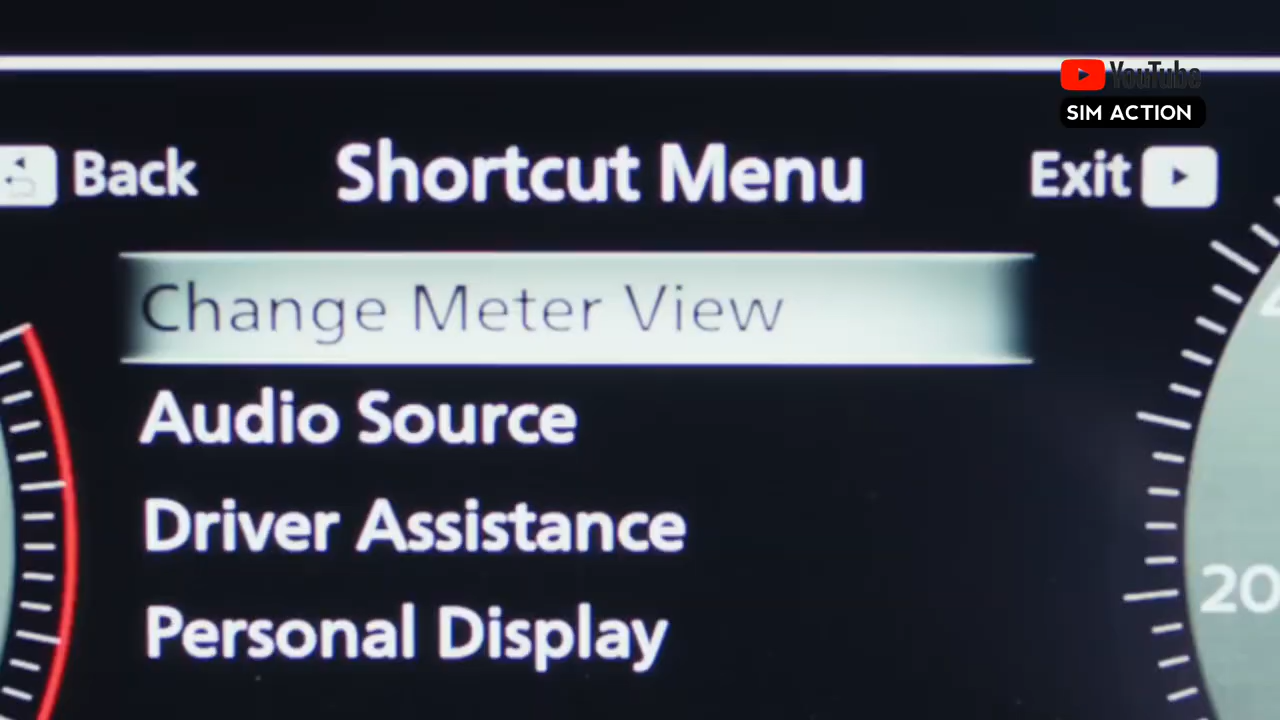 YouTube
SIM ACTION
Back
Shortcut Menu
Exit
Change Meter View
Audio Source
Driver Assistance
Personal Display
20